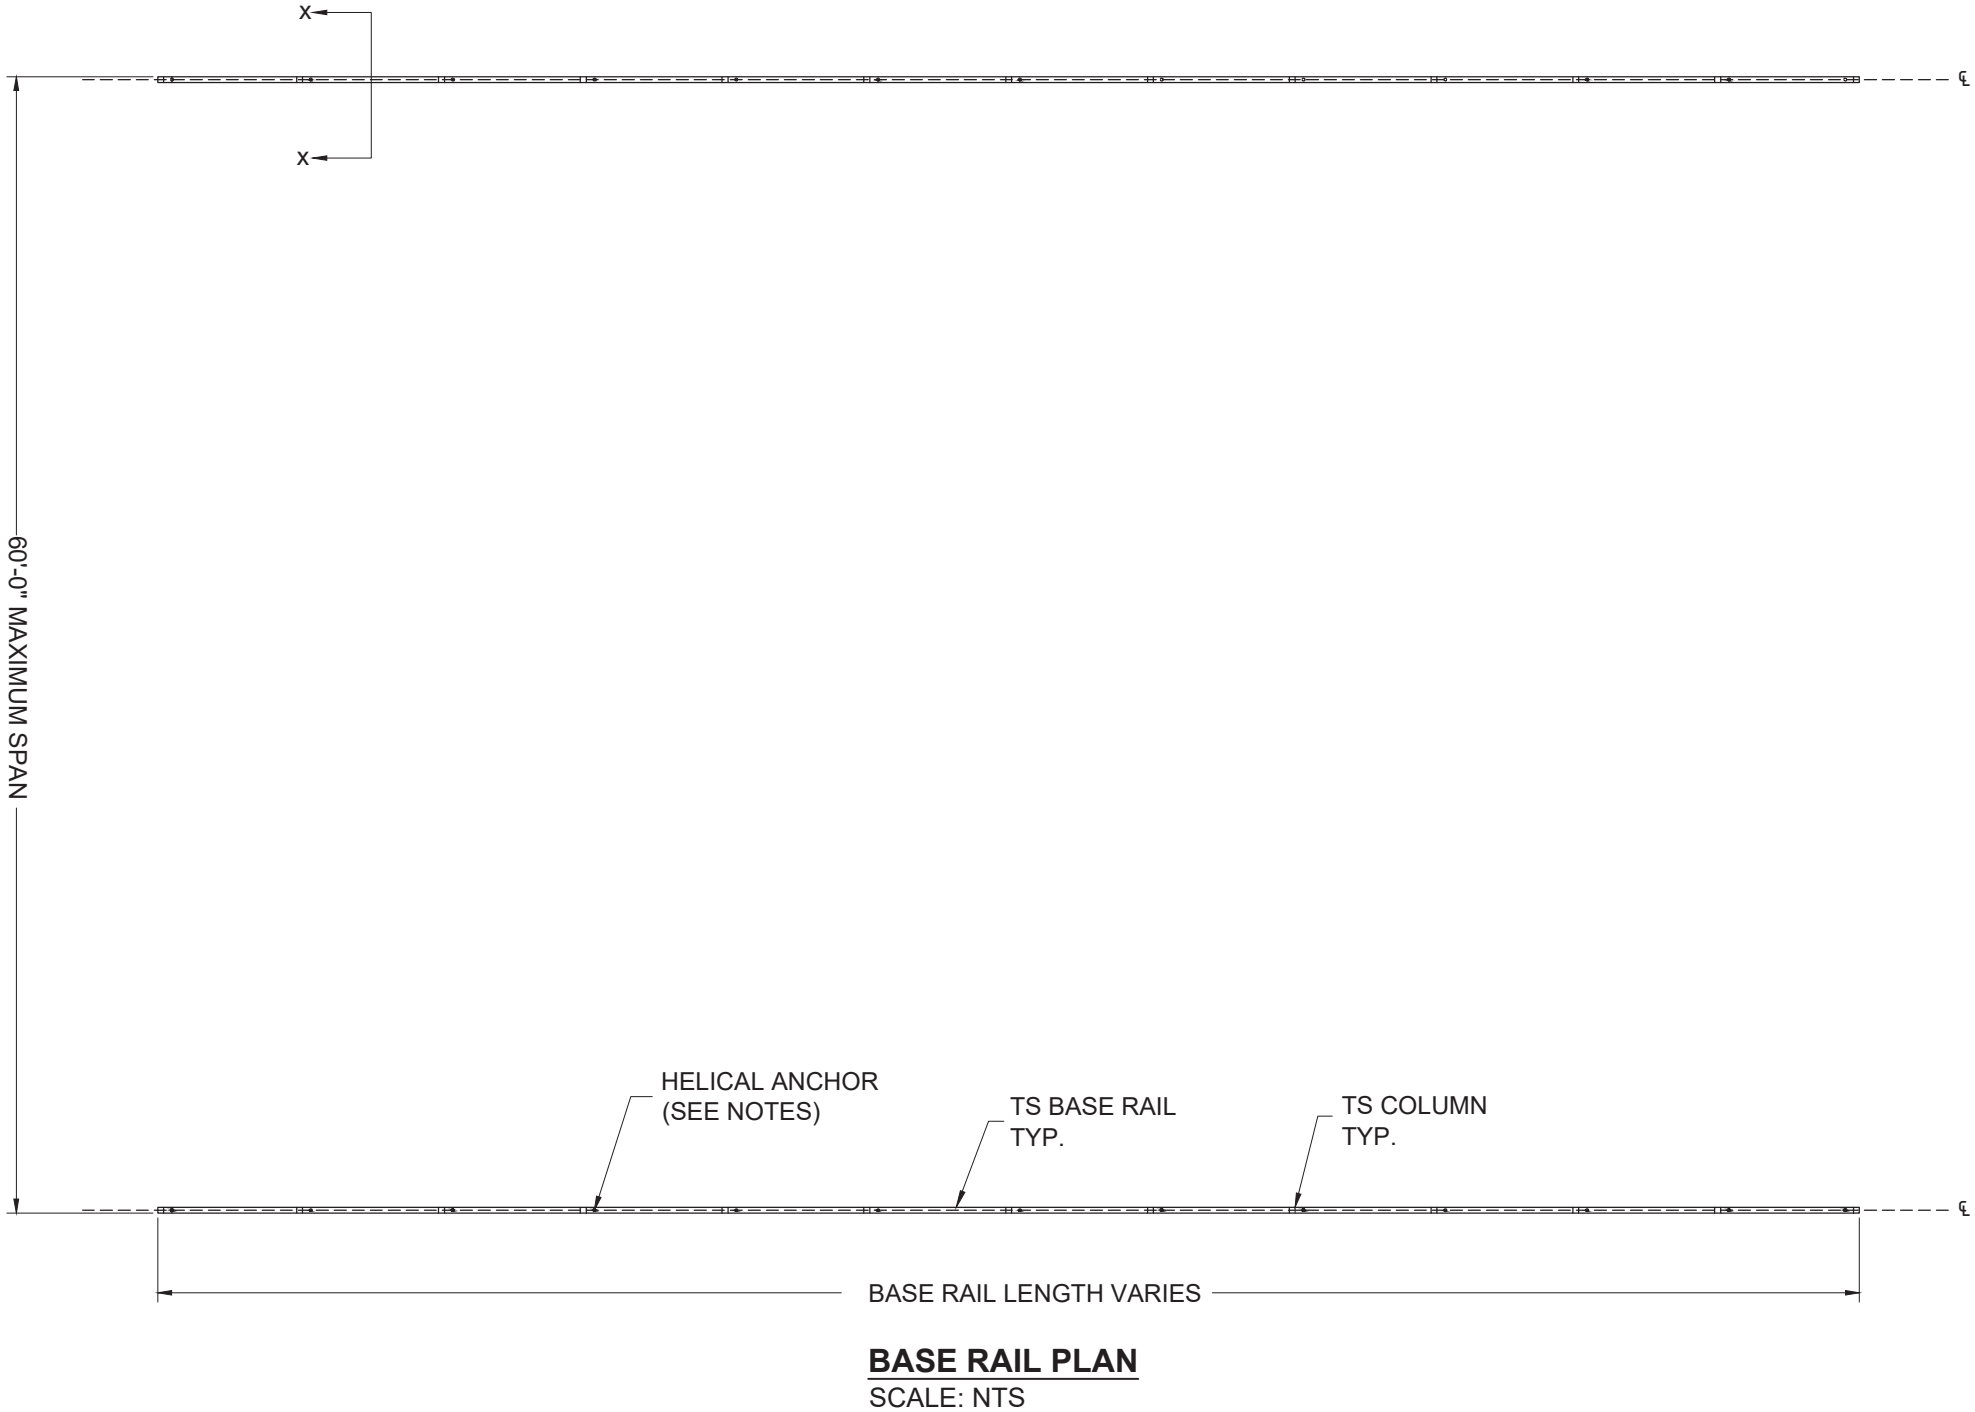 X
℄
X
60'-0" MAXIMUM SPAN
HELICAL ANCHOR
(SEE NOTES)
TS BASE RAIL
TYP.
TS COLUMN
TYP.
℄
BASE RAIL LENGTH VARIES
BASE RAIL PLAN
SCALE: NTS